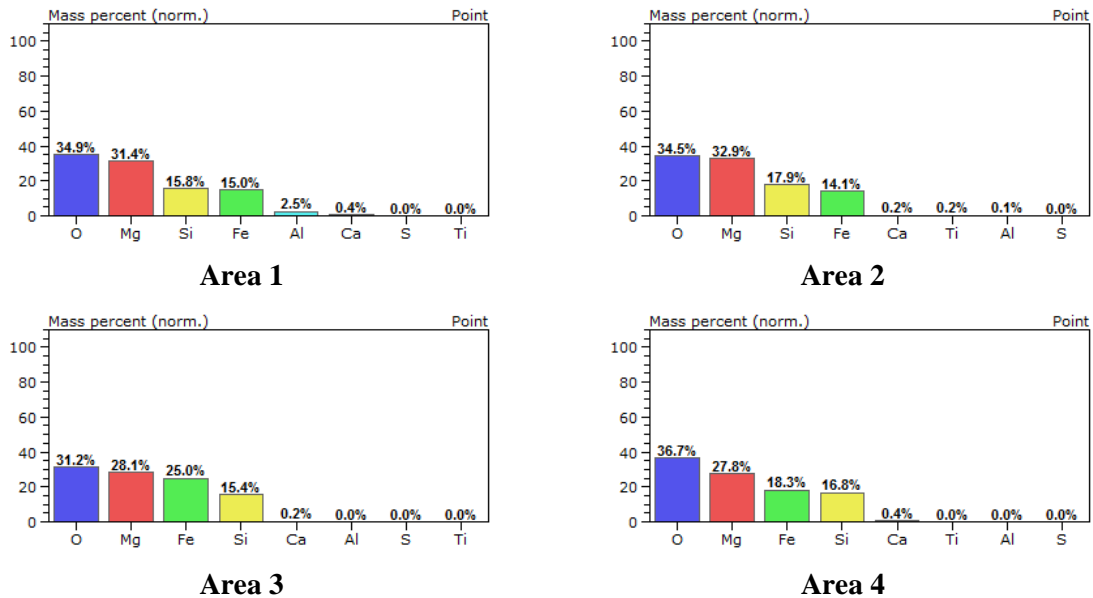 Mass percent (norm.) Point
100
80
60
40
20
0
34.9% 31.4% 15.8% 15.0% 2.5% 0.4% 0.0% 0.0%
O Mg Si Fe Al Ca S Ti
Area 1
Mass percent (norm.) Point
100
80
60
40
20
0
34.5% 32.9% 17.9% 14.1% 0.2% 0.2% 0.1% 0.0%
O Mg Si Fe Ca Ti Al S
Area 2
Mass percent (norm.) Point
100
80
60
40
20
0
31.2% 28.1% 25.0% 15.4% 0.2% 0.0% 0.0% 0.0%
O Mg Fe Si Ca Al S Ti
Area 3
Mass percent (norm.) Point
100
80
60
40
20
0
36.7% 27.8% 18.3% 16.8% 0.4% 0.0% 0.0% 0.0%
O Mg Fe Si Ca Ti Al S
Area 4